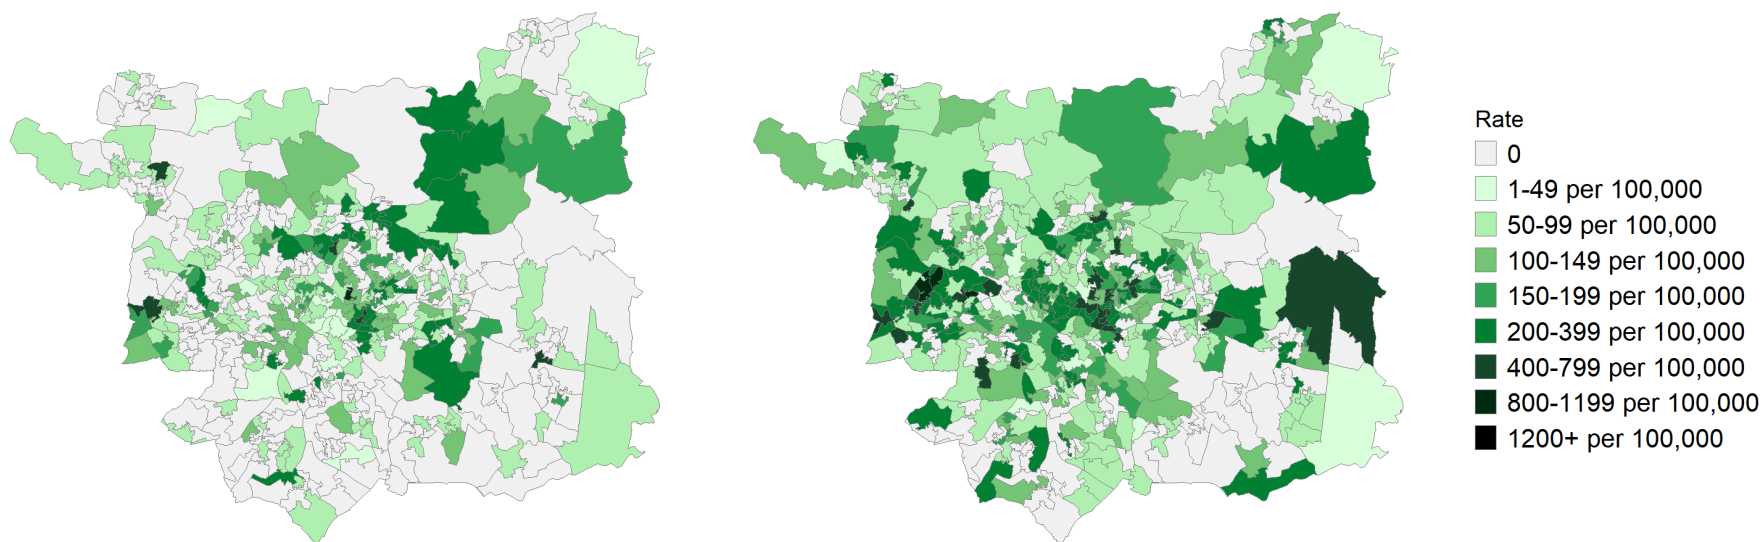 Rate
0
1-49 per 100,000
50-99 per 100,000
100-149 per 100,000
150-199 per 100,000
200-399 per 100,000
400-799 per 100,000
800-1199 per 100,000
1200+ per 100,000